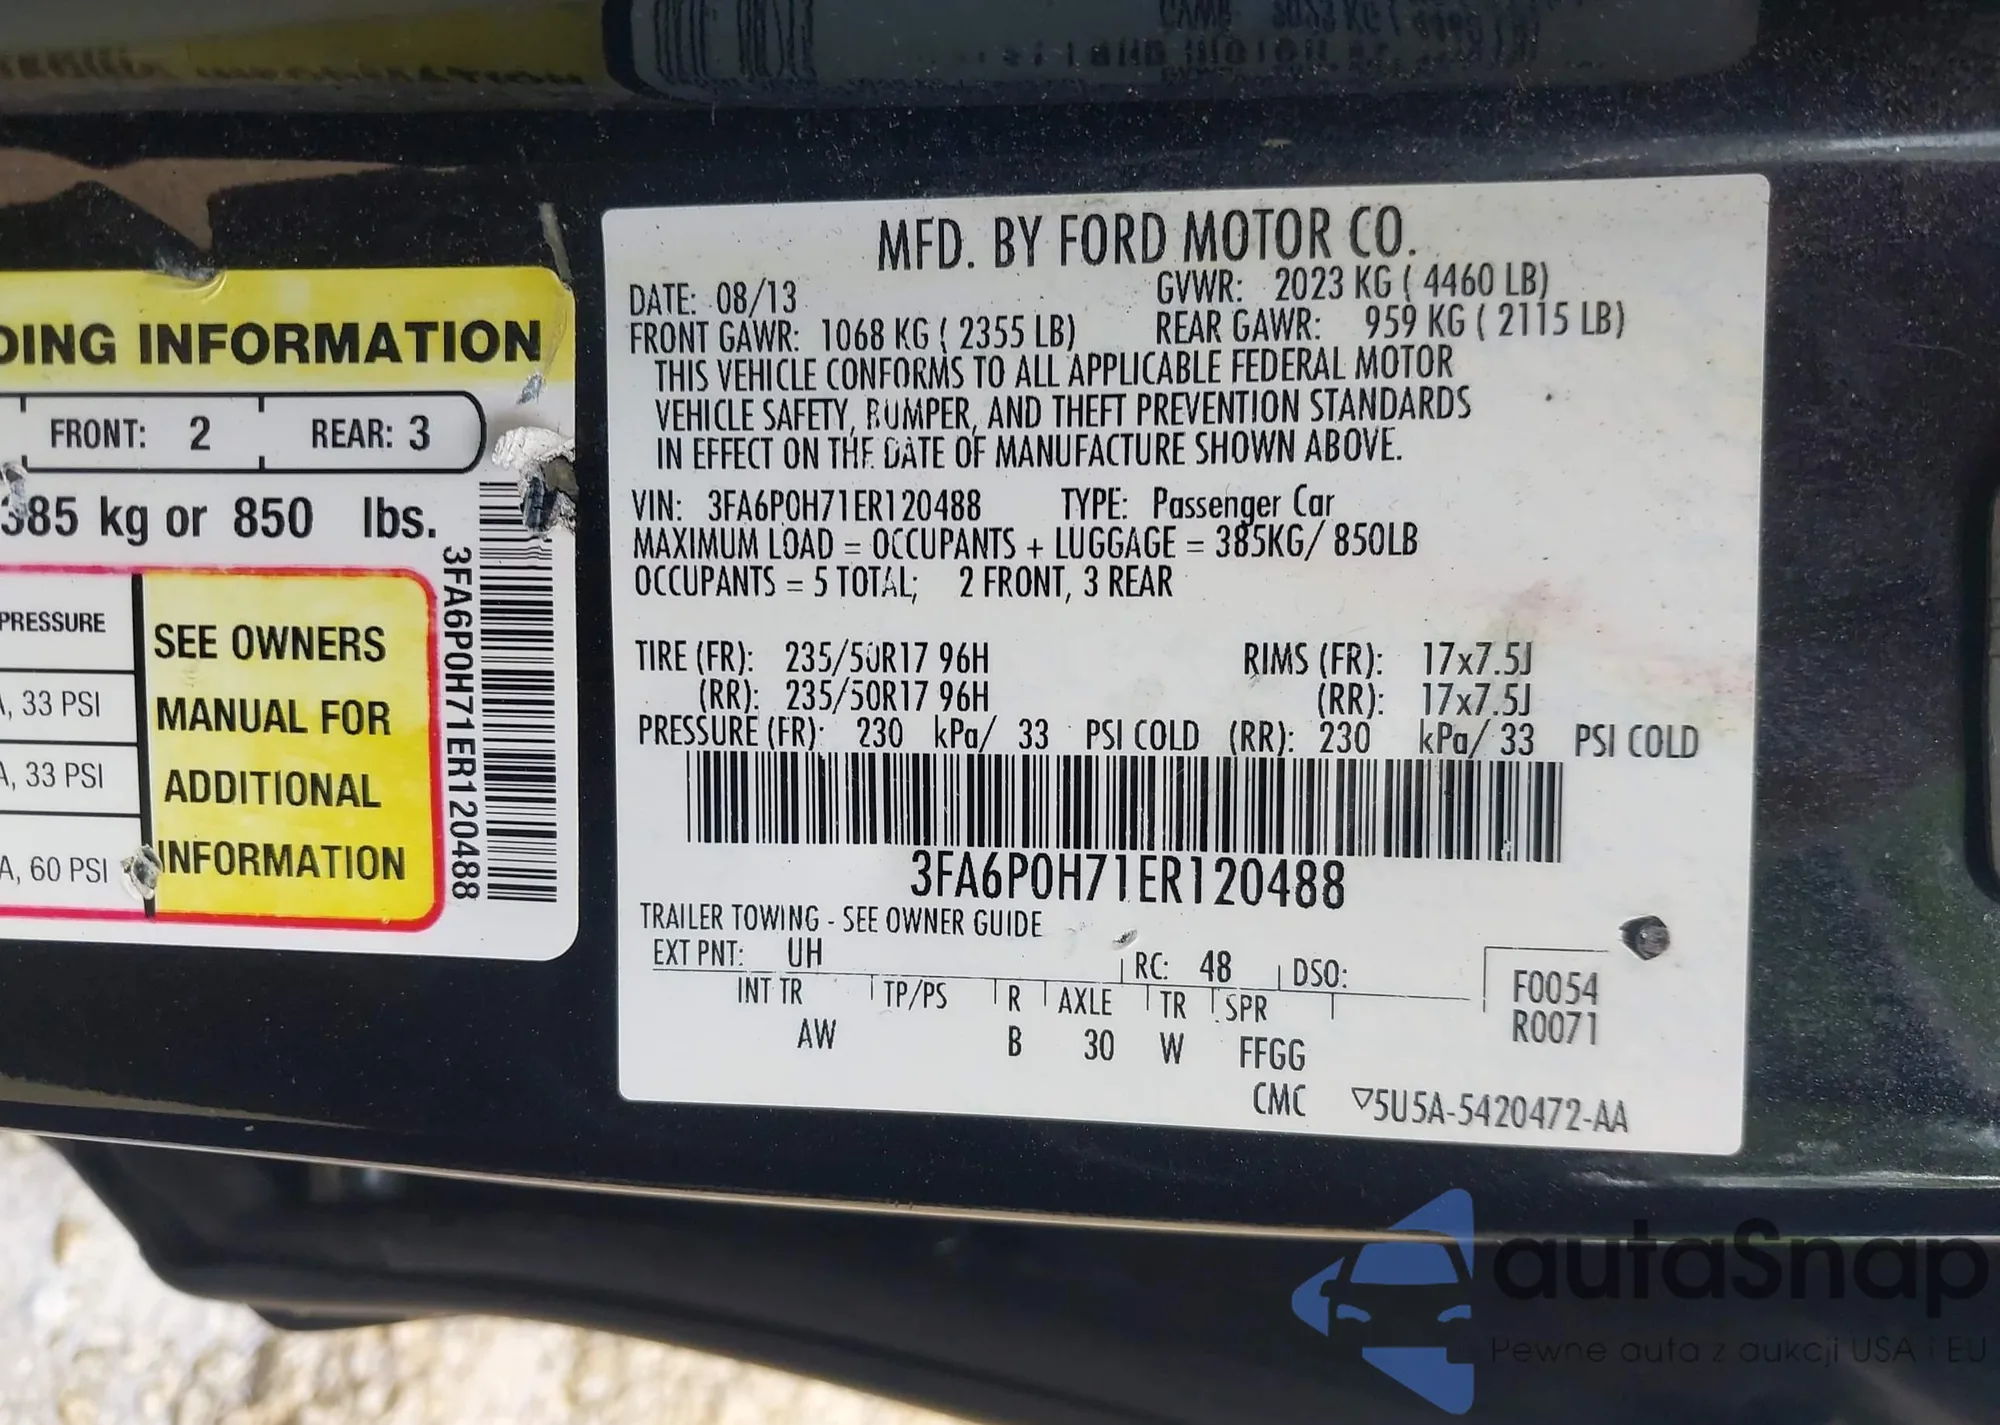 DING INFORMATION
FRONT: 2 REAR: 3
385 kg or 850 lbs.
PRESSURE
A, 33 PSI
A, 33 PSI
A, 60 PSI
SEE OWNERS
MANUAL FOR
ADDITIONAL
INFORMATION
3FA6P0H71ER120488
MFD. BY FORD MOTOR CO.
DATE: 08/13 GVWR: 2023 KG ( 4460 LB)
FRONT GAWR: 1068 KG ( 2355 LB) REAR GAWR: 959 KG ( 2115 LB)
THIS VEHICLE CONFORMS TO ALL APPLICABLE FEDERAL MOTOR
VEHICLE SAFETY, BUMPER, AND THEFT PREVENTION STANDARDS
IN EFFECT ON THE DATE OF MANUFACTURE SHOWN ABOVE.
VIN: 3FA6P0H71ER120488 TYPE: Passenger Car
MAXIMUM LOAD = OCCUPANTS + LUGGAGE = 385KG/ 850LB
OCCUPANTS = 5 TOTAL; 2 FRONT, 3 REAR
TIRE (FR): 235/50R17 96H RIMS (FR): 17x7.5J
(RR): 235/50R17 96H (RR): 17x7.5J
PRESSURE (FR): 230 kPa/ 33 PSI COLD (RR): 230 kPa/ 33 PSI COLD
3FA6P0H71ER120488
TRAILER TOWING - SEE OWNER GUIDE
EXT PNT: UH RC: 48 DSO:
INT TR TP/PS R AXLE TR SPR
AW B 30 W FFGG
F0054
R0071
CMC ▽5U5A-5420472-AA
autaSnap
Pewne auta z aukcji USA i EU